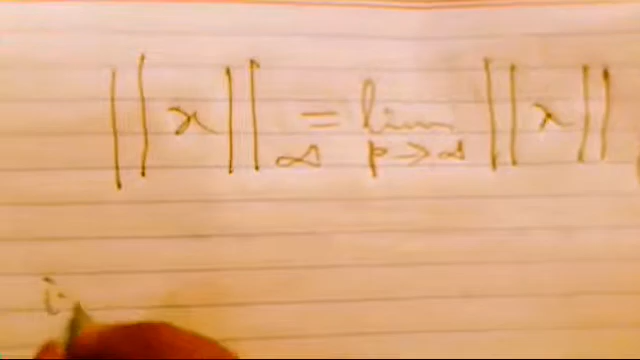 ||x||∞ = lim p→∞ ||x||
i